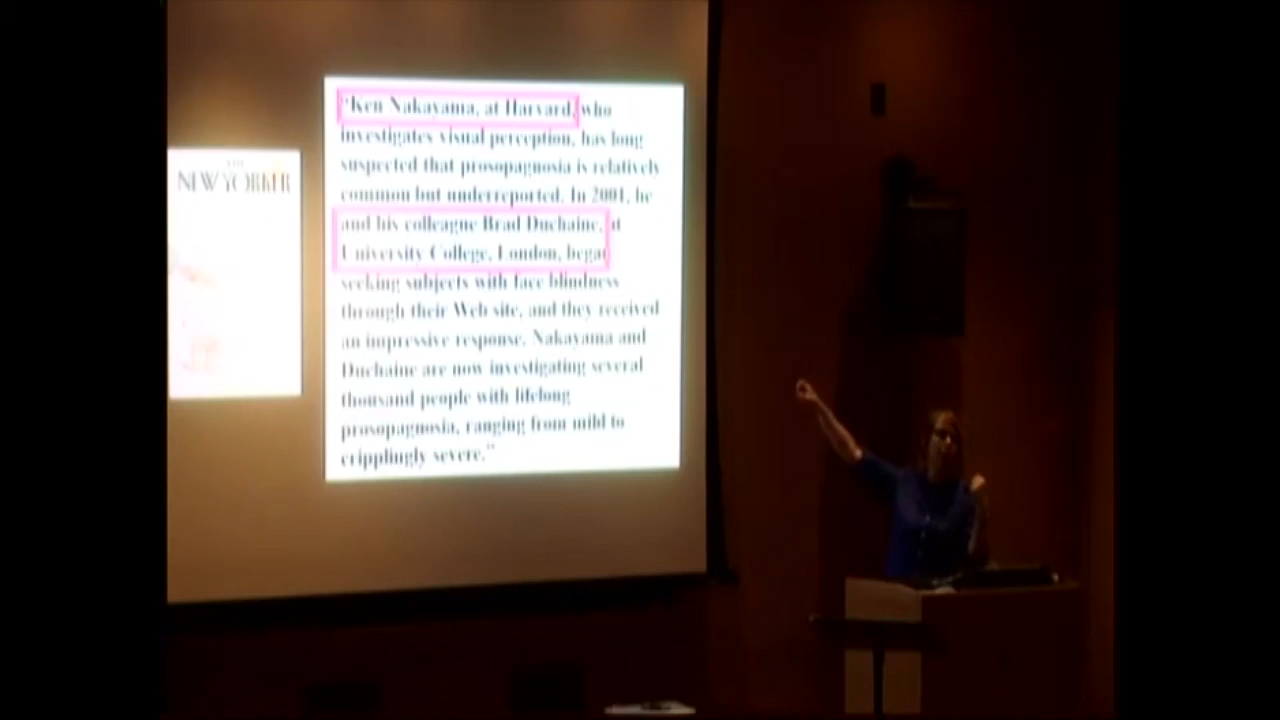 THE
NEW YORKER
“Ken Nakayama, at Harvard, who
investigates visual perception, has long
suspected that prosopagnosia is relatively
common but underreported. In 2001, he
and his colleague Brad Duchaine, at
University College, London, began
seeking subjects with face blindness
through their Web site, and they received
an impressive response. Nakayama and
Duchaine are now investigating several
thousand people with lifelong
prosopagnosia, ranging from mild to
cripplingly severe.”